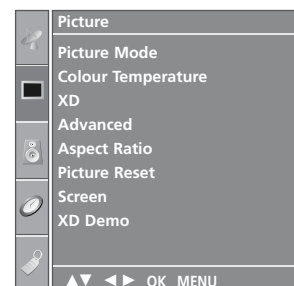 Picture
Picture Mode
Colour Temperature
XD
Advanced
Aspect Ratio
Picture Reset
Screen
XD Demo
▲▼ ◄► OK MENU